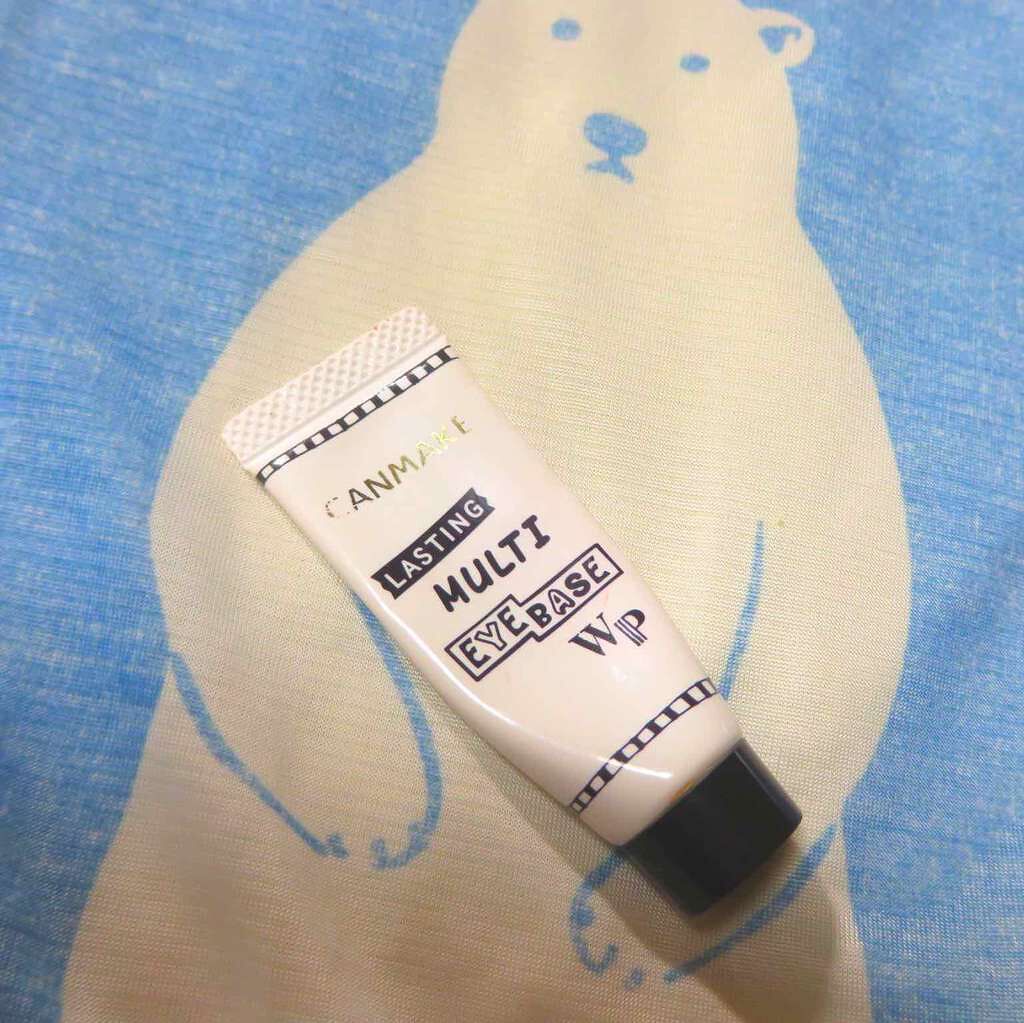 CANMAKE
LASTING
MULTI
EYE BASE
WP